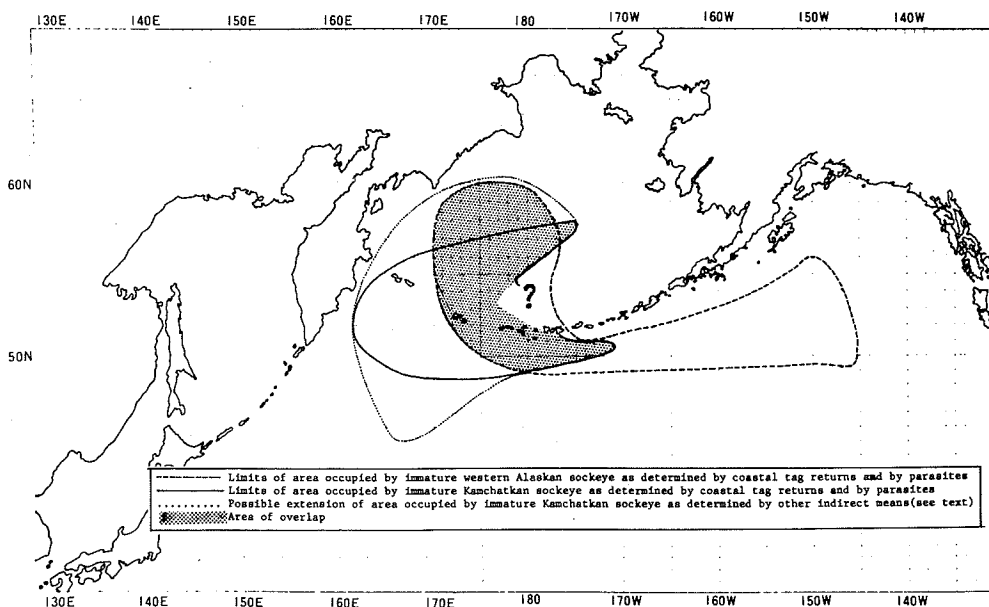 130E 140E 150E 160E 170E 180 170W 160W 150W 140W
60N
?
50N
Limits of area occupied by immature western Alaskan sockeye as determined by coastal tag returns and by parasites
Limits of area occupied by immature Kamchatkan sockeye as determined by coastal tag returns and by parasites
Possible extension of area occupied by immature Kamchatkan sockeye as determined by other indirect means(see text)
Area of overlap
130E 140E 150E 160E 170E 180 170W 160W 150W 140W